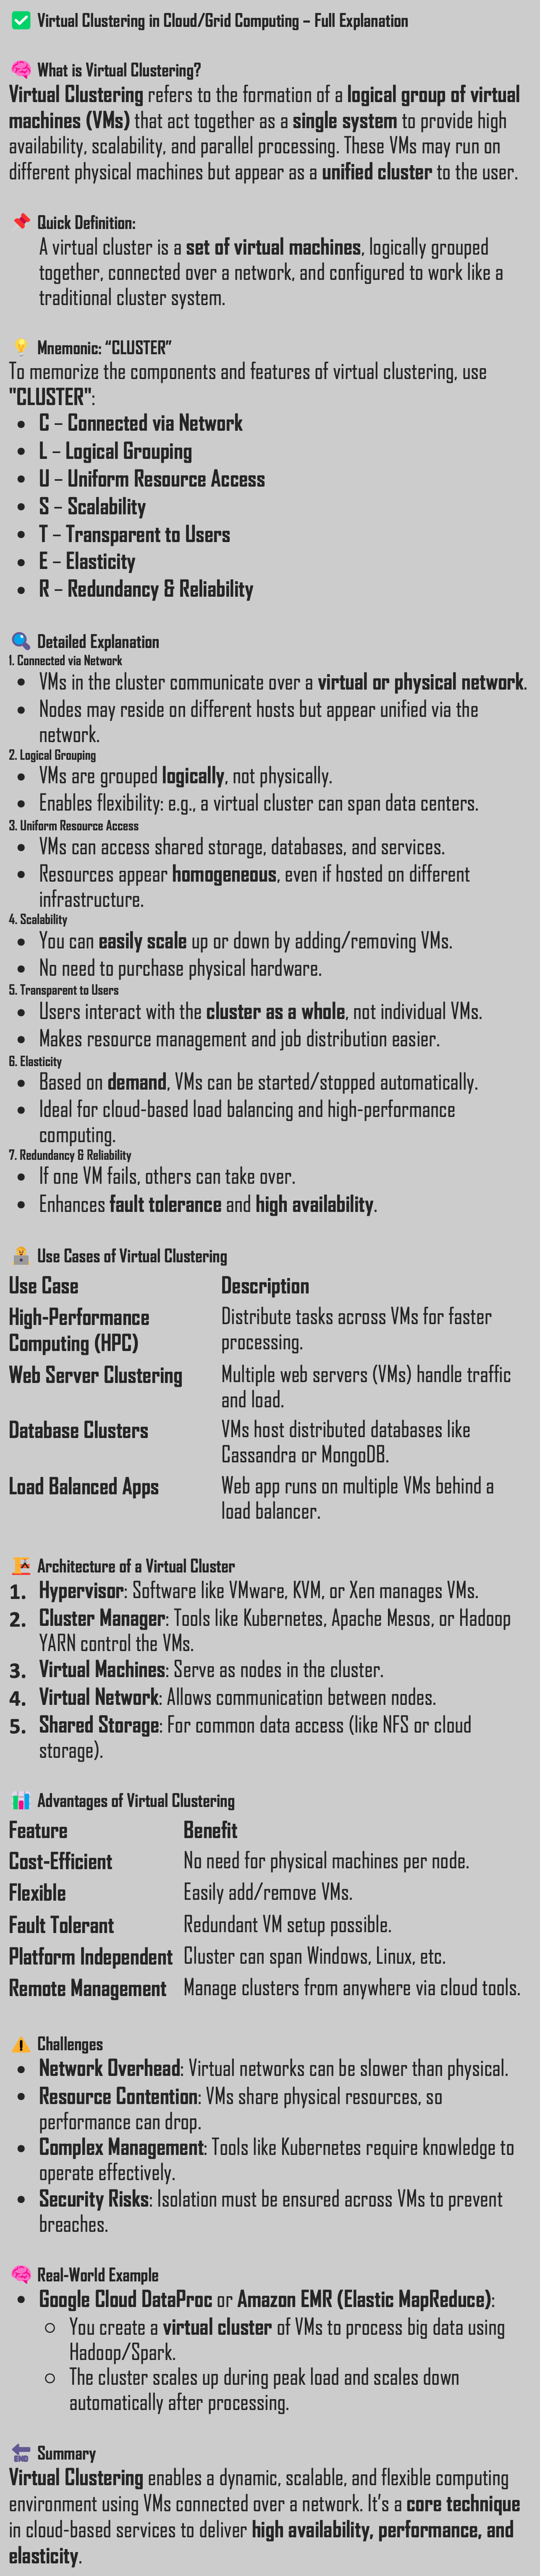 ✅ Virtual Clustering in Cloud/Grid Computing – Full Explanation
🧠 What is Virtual Clustering?
Virtual Clustering refers to the formation of a logical group of virtual
machines (VMs) that act together as a single system to provide high
availability, scalability, and parallel processing. These VMs may run on
different physical machines but appear as a unified cluster to the user.
📌 Quick Definition:
A virtual cluster is a set of virtual machines, logically grouped
together, connected over a network, and configured to work like a
traditional cluster system.
💡 Mnemonic: “CLUSTER”
To memorize the components and features of virtual clustering, use
"CLUSTER":
• C – Connected via Network
• L – Logical Grouping
• U – Uniform Resource Access
• S – Scalability
• T – Transparent to Users
• E – Elasticity
• R – Redundancy & Reliability
🔍 Detailed Explanation
1. Connected via Network
• VMs in the cluster communicate over a virtual or physical network.
• Nodes may reside on different hosts but appear unified via the
network.
2. Logical Grouping
• VMs are grouped logically, not physically.
• Enables flexibility: e.g., a virtual cluster can span data centers.
3. Uniform Resource Access
• VMs can access shared storage, databases, and services.
• Resources appear homogeneous, even if hosted on different
infrastructure.
4. Scalability
• You can easily scale up or down by adding/removing VMs.
• No need to purchase physical hardware.
5. Transparent to Users
• Users interact with the cluster as a whole, not individual VMs.
• Makes resource management and job distribution easier.
6. Elasticity
• Based on demand, VMs can be started/stopped automatically.
• Ideal for cloud-based load balancing and high-performance
computing.
7. Redundancy & Reliability
• If one VM fails, others can take over.
• Enhances fault tolerance and high availability.
🧑‍💻 Use Cases of Virtual Clustering
Use Case Description
High-Performance Distribute tasks across VMs for faster
Computing (HPC) processing.
Web Server Clustering Multiple web servers (VMs) handle traffic
and load.
Database Clusters VMs host distributed databases like
Cassandra or MongoDB.
Load Balanced Apps Web app runs on multiple VMs behind a
load balancer.
🏗️ Architecture of a Virtual Cluster
1. Hypervisor: Software like VMware, KVM, or Xen manages VMs.
2. Cluster Manager: Tools like Kubernetes, Apache Mesos, or Hadoop
YARN control the VMs.
3. Virtual Machines: Serve as nodes in the cluster.
4. Virtual Network: Allows communication between nodes.
5. Shared Storage: For common data access (like NFS or cloud
storage).
📊 Advantages of Virtual Clustering
Feature Benefit
Cost-Efficient No need for physical machines per node.
Flexible Easily add/remove VMs.
Fault Tolerant Redundant VM setup possible.
Platform Independent Cluster can span Windows, Linux, etc.
Remote Management Manage clusters from anywhere via cloud tools.
⚠️ Challenges
• Network Overhead: Virtual networks can be slower than physical.
• Resource Contention: VMs share physical resources, so
performance can drop.
• Complex Management: Tools like Kubernetes require knowledge to
operate effectively.
• Security Risks: Isolation must be ensured across VMs to prevent
breaches.
🧠 Real-World Example
• Google Cloud DataProc or Amazon EMR (Elastic MapReduce):
○ You create a virtual cluster of VMs to process big data using
Hadoop/Spark.
○ The cluster scales up during peak load and scales down
automatically after processing.
🔚 Summary
Virtual Clustering enables a dynamic, scalable, and flexible computing
environment using VMs connected over a network. It’s a core technique
in cloud-based services to deliver high availability, performance, and
elasticity.